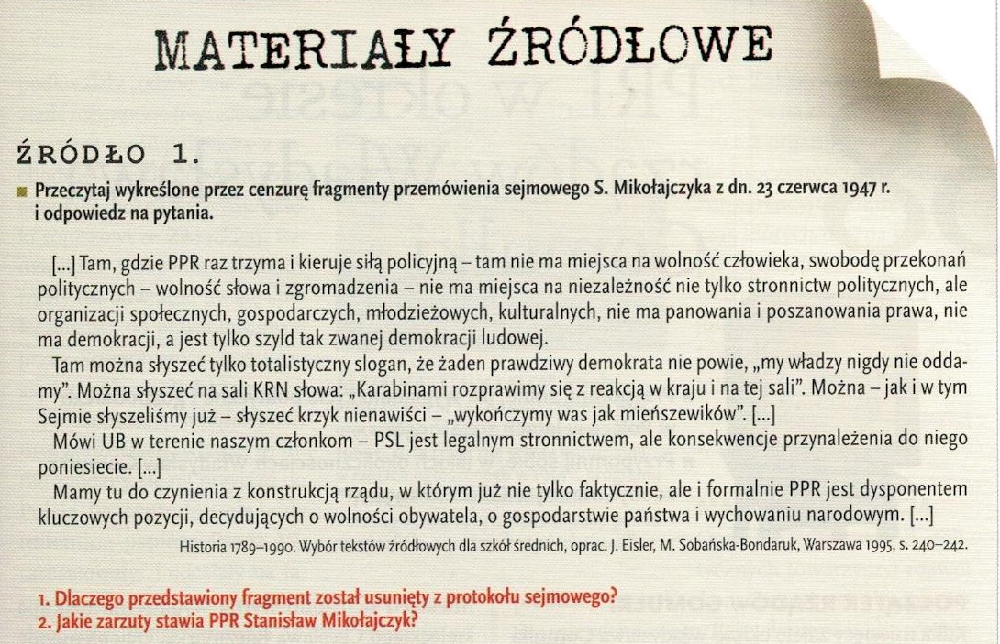 MATERIAŁY ŹRÓDŁOWE
ŹRÓDŁO 1.
Przeczytaj wykreślone przez cenzurę fragmenty przemówienia sejmowego S. Mikołajczyka z dn. 23 czerwca 1947 r.
i odpowiedz na pytania.
[...] Tam, gdzie PPR raz trzyma i kieruje siłą policyjną – tam nie ma miejsca na wolność człowieka, swobodę przekonań
politycznych – wolność słowa i zgromadzenia – nie ma miejsca na niezależność nie tylko stronnictw politycznych, ale
organizacji społecznych, gospodarczych, młodzieżowych, kulturalnych, nie ma panowania i poszanowania prawa, nie
ma demokracji, a jest tylko szyld tak zwanej demokracji ludowej.
Tam można słyszeć tylko totalistyczny slogan, że żaden prawdziwy demokrata nie powie, „my władzy nigdy nie odda-
my”. Można słyszeć na sali KRN słowa: „Karabinami rozprawimy się z reakcją w kraju i na tej sali”. Można – jak i w tym
Sejmie słyszeliśmy już – słyszeć krzyk nienawiści – „wykończymy was jak mieńszewików”. [...]
Mówi UB w terenie naszym członkom – PSL jest legalnym stronnictwem, ale konsekwencje przynależenia do niego
poniesiecie. [...]
Mamy tu do czynienia z konstrukcją rządu, w którym już nie tylko faktycznie, ale i formalnie PPR jest dysponentem
kluczowych pozycji, decydujących o wolności obywatela, o gospodarstwie państwa i wychowaniu narodowym. [...]
Historia 1789–1990. Wybór tekstów źródłowych dla szkół średnich, oprac. J. Eisler, M. Sobańska-Bondaruk, Warszawa 1995, s. 240–242.
1. Dlaczego przedstawiony fragment został usunięty z protokołu sejmowego?
2. Jakie zarzuty stawia PPR Stanisław Mikołajczyk?